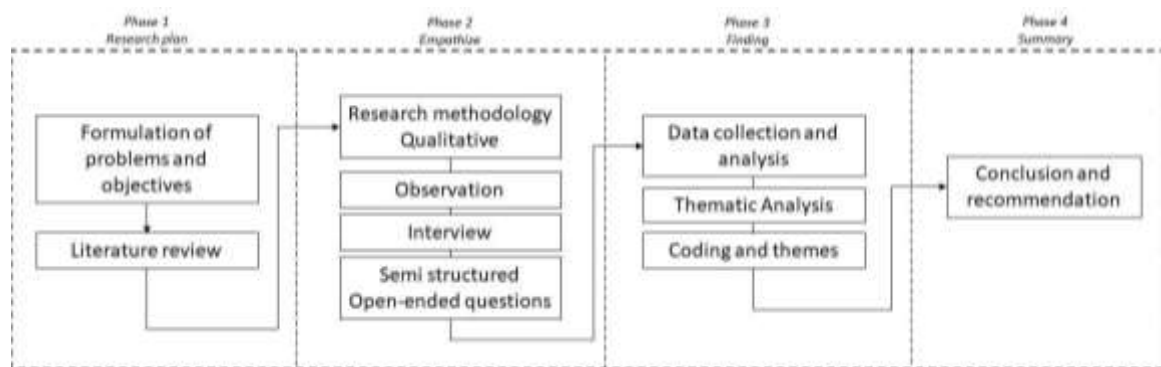 Phase 1
Research plan
Phase 2
Empathize
Phase 3
Finding
Phase 4
Summary
Formulation of
problems and
objectives
Literature review
Research methodology
Qualitative
Observation
Interview
Semi structured
Open-ended questions
Data collection and
analysis
Thematic Analysis
Coding and themes
Conclusion and
recommendation